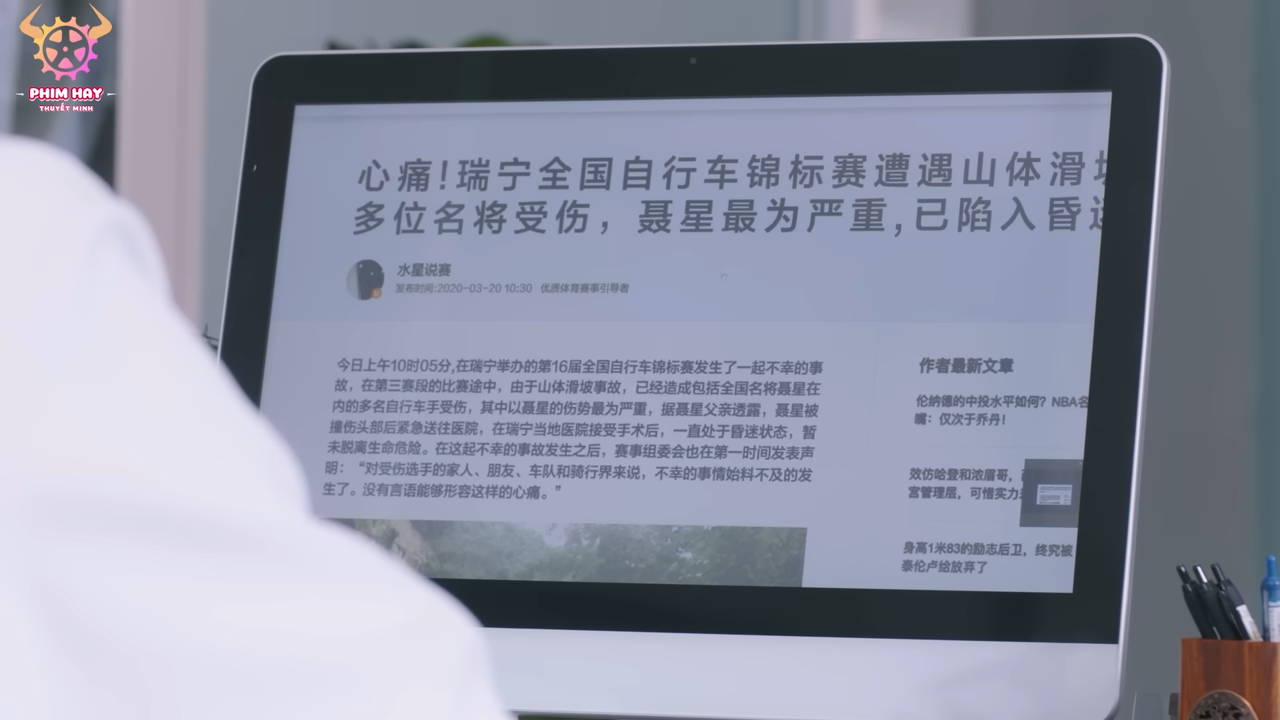 PHIM HAY
THUYẾT MINH
心痛!瑞宁全国自行车锦标赛遭遇山体滑
多位名将受伤，聂星最为严重,已陷入昏
水星说赛
发布时间:2020-03-20 10:30 优质体育赛事引导者
今日上午10时05分,在瑞宁举办的第16届全国自行车锦标赛发生了一起不幸的事
故，在第三赛段的比赛途中，由于山体滑坡事故，已经造成包括全国名将聂星在
内的多名自行车手受伤，其中以聂星的伤势最为严重，据聂星父亲透露，聂星被
撞伤头部后紧急送往医院，在瑞宁当地医院接受手术后，一直处于昏迷状态，暂
未脱离生命危险。在这起不幸的事故发生之后，赛事组委会也在第一时间发表声
明：“对受伤选手的家人、朋友、车队和骑行界来说，不幸的事情始料不及的发
生了。没有言语能够形容这样的心痛。”
作者最新文章
伦纳德的中投水平如何？NBA名
嘴：仅次于乔丹！
效仿哈登和浓眉哥，
宫管理层，可惜实力
身高1米83的励志后卫，终究被
泰伦卢给放弃了